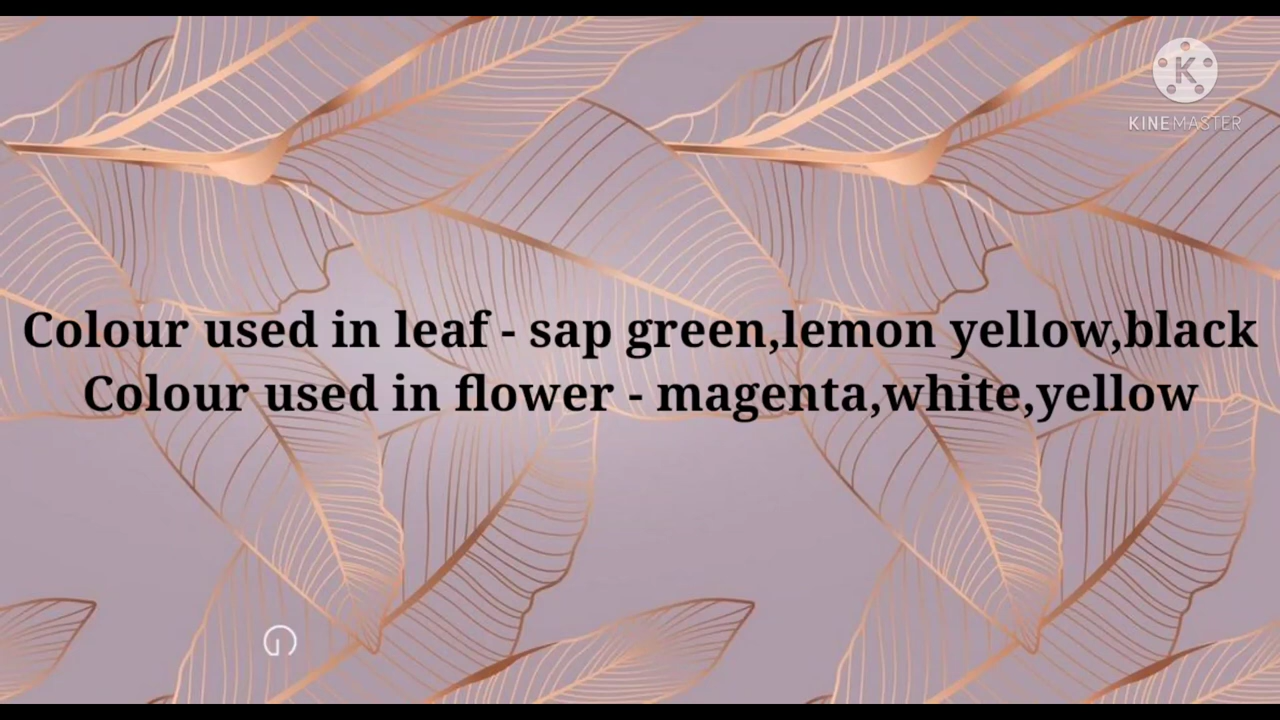 KINEMASTER
Colour used in leaf - sap green,lemon yellow,black
Colour used in flower - magenta,white,yellow